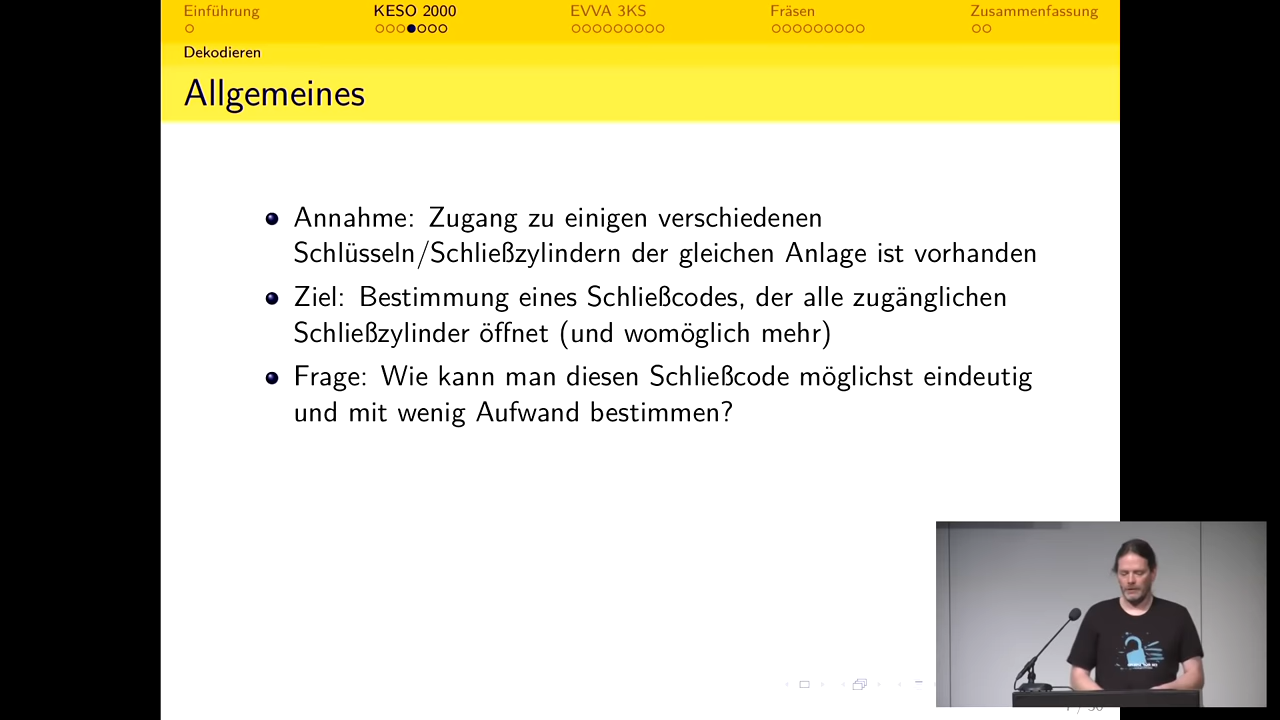 Einführung KESO 2000 EVVA 3KS Fräsen Zusammenfassung
Dekodieren
Allgemeines
Annahme: Zugang zu einigen verschiedenen
Schlüsseln/Schließzylindern der gleichen Anlage ist vorhanden
Ziel: Bestimmung eines Schließcodes, der alle zugänglichen
Schließzylinder öffnet (und womöglich mehr)
Frage: Wie kann man diesen Schließcode möglichst eindeutig
und mit wenig Aufwand bestimmen?